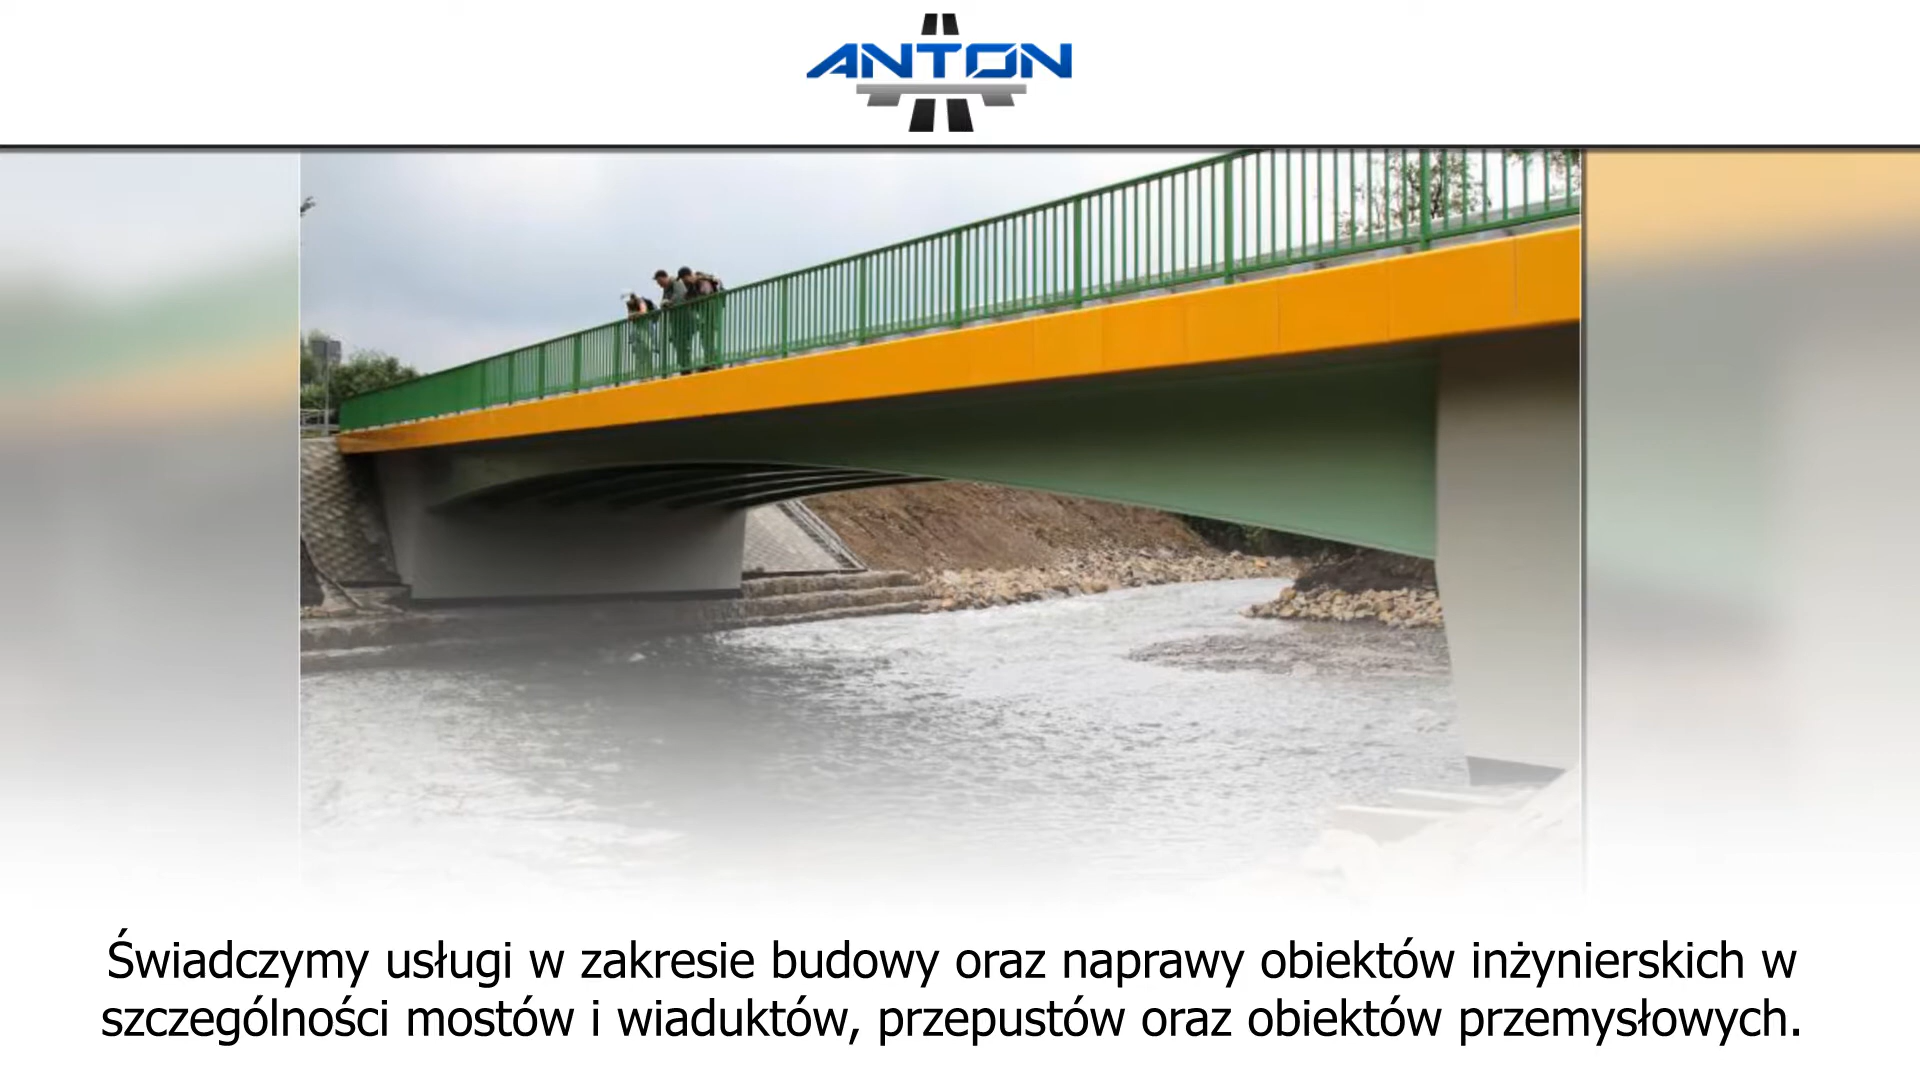 ANTON
Świadczymy usługi w zakresie budowy oraz naprawy obiektów inżynierskich w
szczególności mostów i wiaduktów, przepustów oraz obiektów przemysłowych.